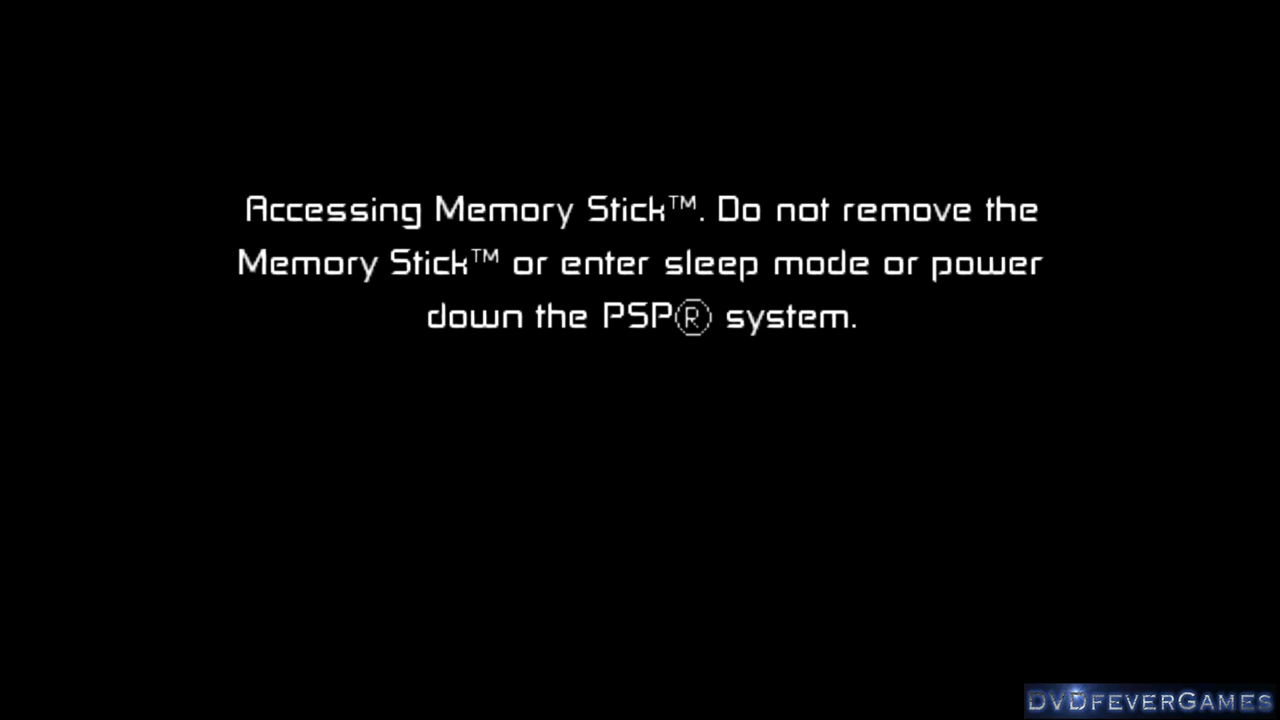 Accessing Memory Stick™. Do not remove the
Memory Stick™ or enter sleep mode or power
down the PSP® system.
DVDfeverGames